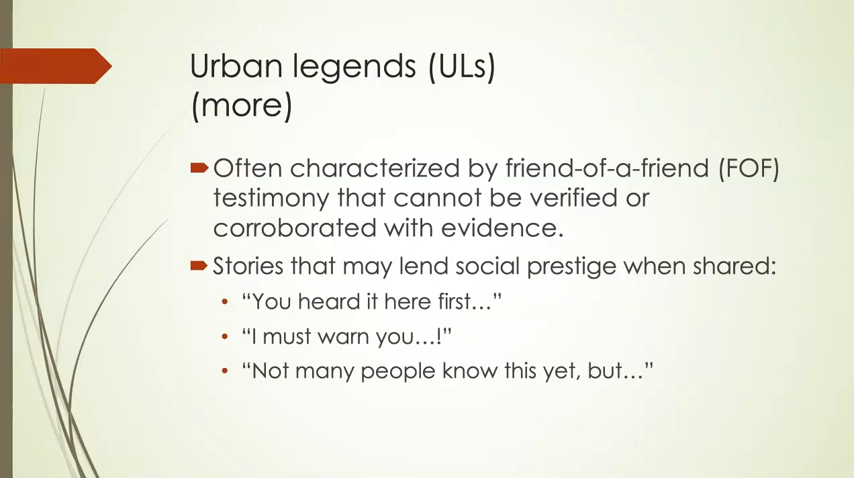 Urban legends (ULs)
(more)
Often characterized by friend-of-a-friend (FOF)
testimony that cannot be verified or
corroborated with evidence.
Stories that may lend social prestige when shared:
• “You heard it here first…”
• “I must warn you…!”
• “Not many people know this yet, but…”